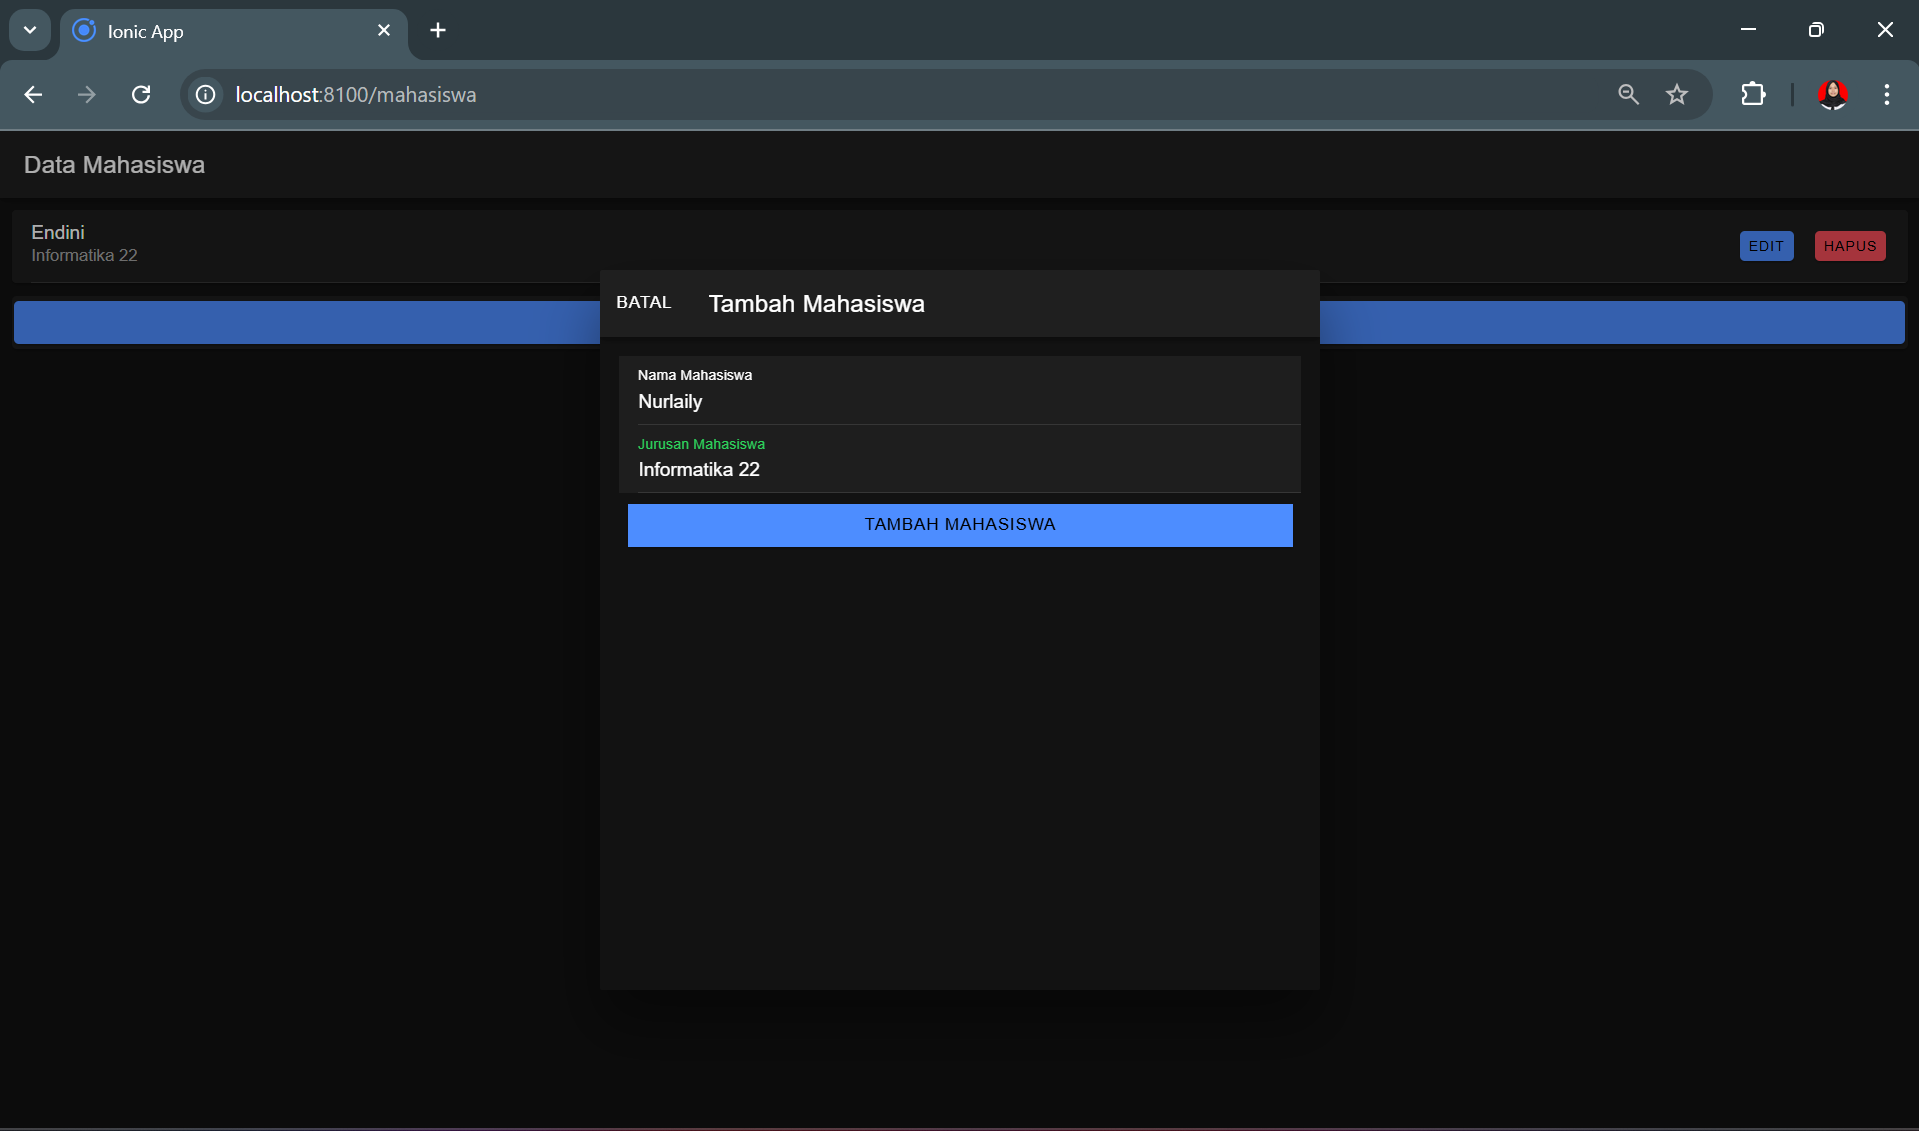 Ionic App
localhost:8100/mahasiswa
Data Mahasiswa
Endini
Informatika 22
EDIT
HAPUS
BATAL
Tambah Mahasiswa
Nama Mahasiswa
Nurlaily
Jurusan Mahasiswa
Informatika 22
TAMBAH MAHASISWA